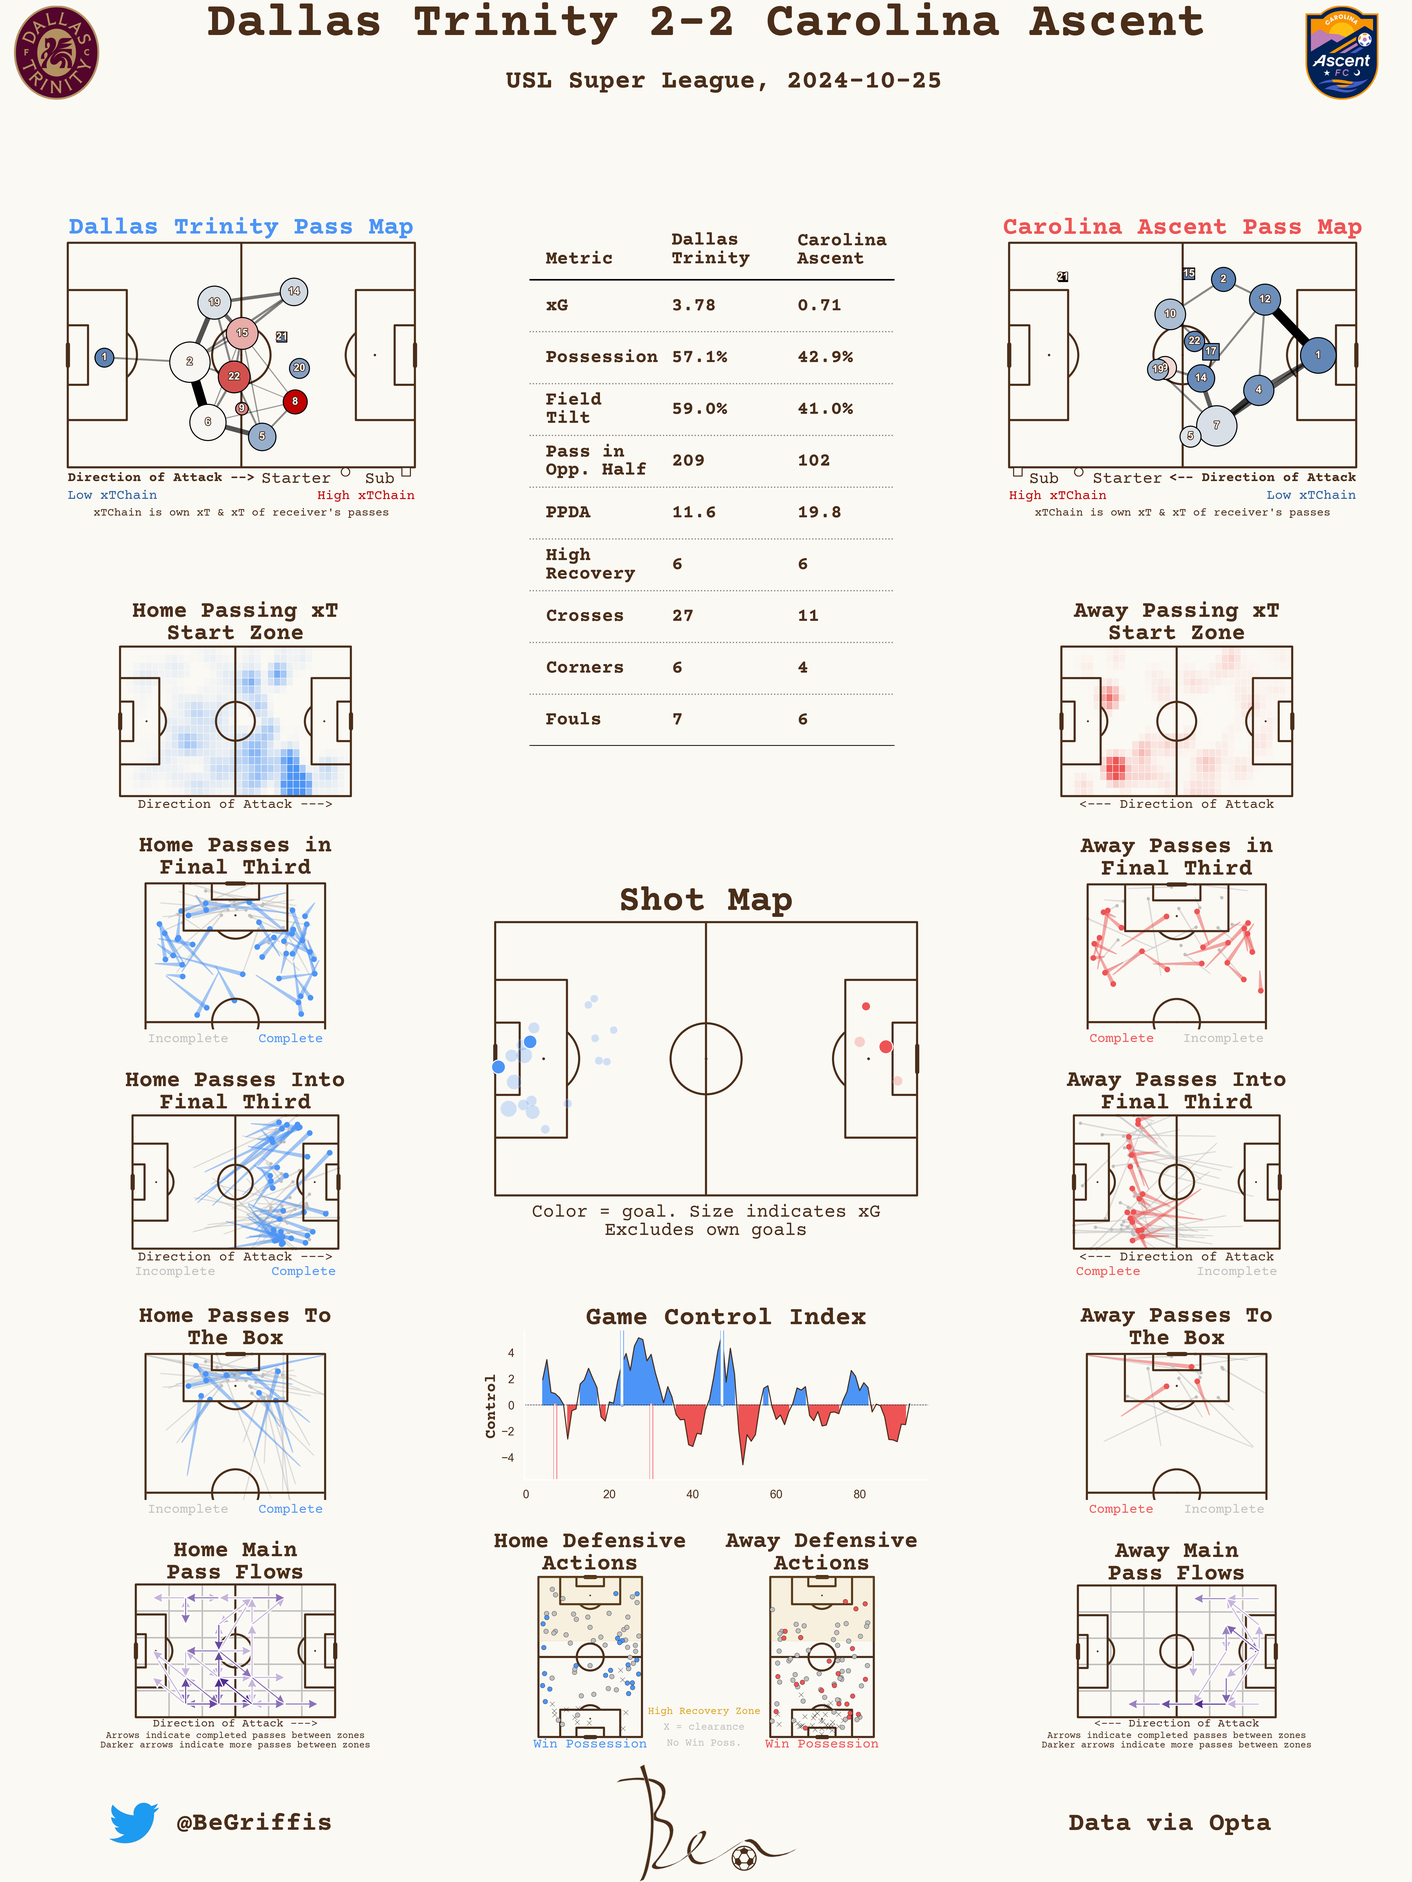 Dallas Trinity 2-2 Carolina Ascent
USL Super League, 2024-10-25
DALLAS
F C
TRINITY
CAROLINA
Ascent
FC
Dallas Trinity Pass Map
19
14
15
21
1
2
22
20
9
8
6
5
Direction of Attack --> Starter Sub
Low xTChain High xTChain
xTChain is own xT & xT of receiver's passes
Metric Dallas Trinity Carolina Ascent
xG 3.78 0.71
Possession 57.1% 42.9%
Field Tilt 59.0% 41.0%
Pass in Opp. Half 209 102
PPDA 11.6 19.8
High Recovery 6 6
Crosses 27 11
Corners 6 4
Fouls 7 6
Carolina Ascent Pass Map
21
15
2
12
10
22
17
1
19
14
4
7
5
Sub Starter <-- Direction of Attack
High xTChain Low xTChain
xTChain is own xT & xT of receiver's passes
Home Passing xT
Start Zone
Direction of Attack --->
Away Passing xT
Start Zone
<--- Direction of Attack
Home Passes in
Final Third
Incomplete Complete
Away Passes in
Final Third
Complete Incomplete
Shot Map
Color = goal. Size indicates xG
Excludes own goals
Home Passes Into
Final Third
Direction of Attack --->
Incomplete Complete
Away Passes Into
Final Third
<--- Direction of Attack
Complete Incomplete
Home Passes To
The Box
Incomplete Complete
Game Control Index
Control
4
2
0
−2
−4
0 20 40 60 80
Away Passes To
The Box
Complete Incomplete
Home Main
Pass Flows
Direction of Attack --->
Arrows indicate completed passes between zones
Darker arrows indicate more passes between zones
Home Defensive
Actions
Win Possession
High Recovery Zone
X = clearance
No Win Poss.
Away Defensive
Actions
Win Possession
Away Main
Pass Flows
<--- Direction of Attack
Arrows indicate completed passes between zones
Darker arrows indicate more passes between zones
@BeGriffis
Ben
Data via Opta